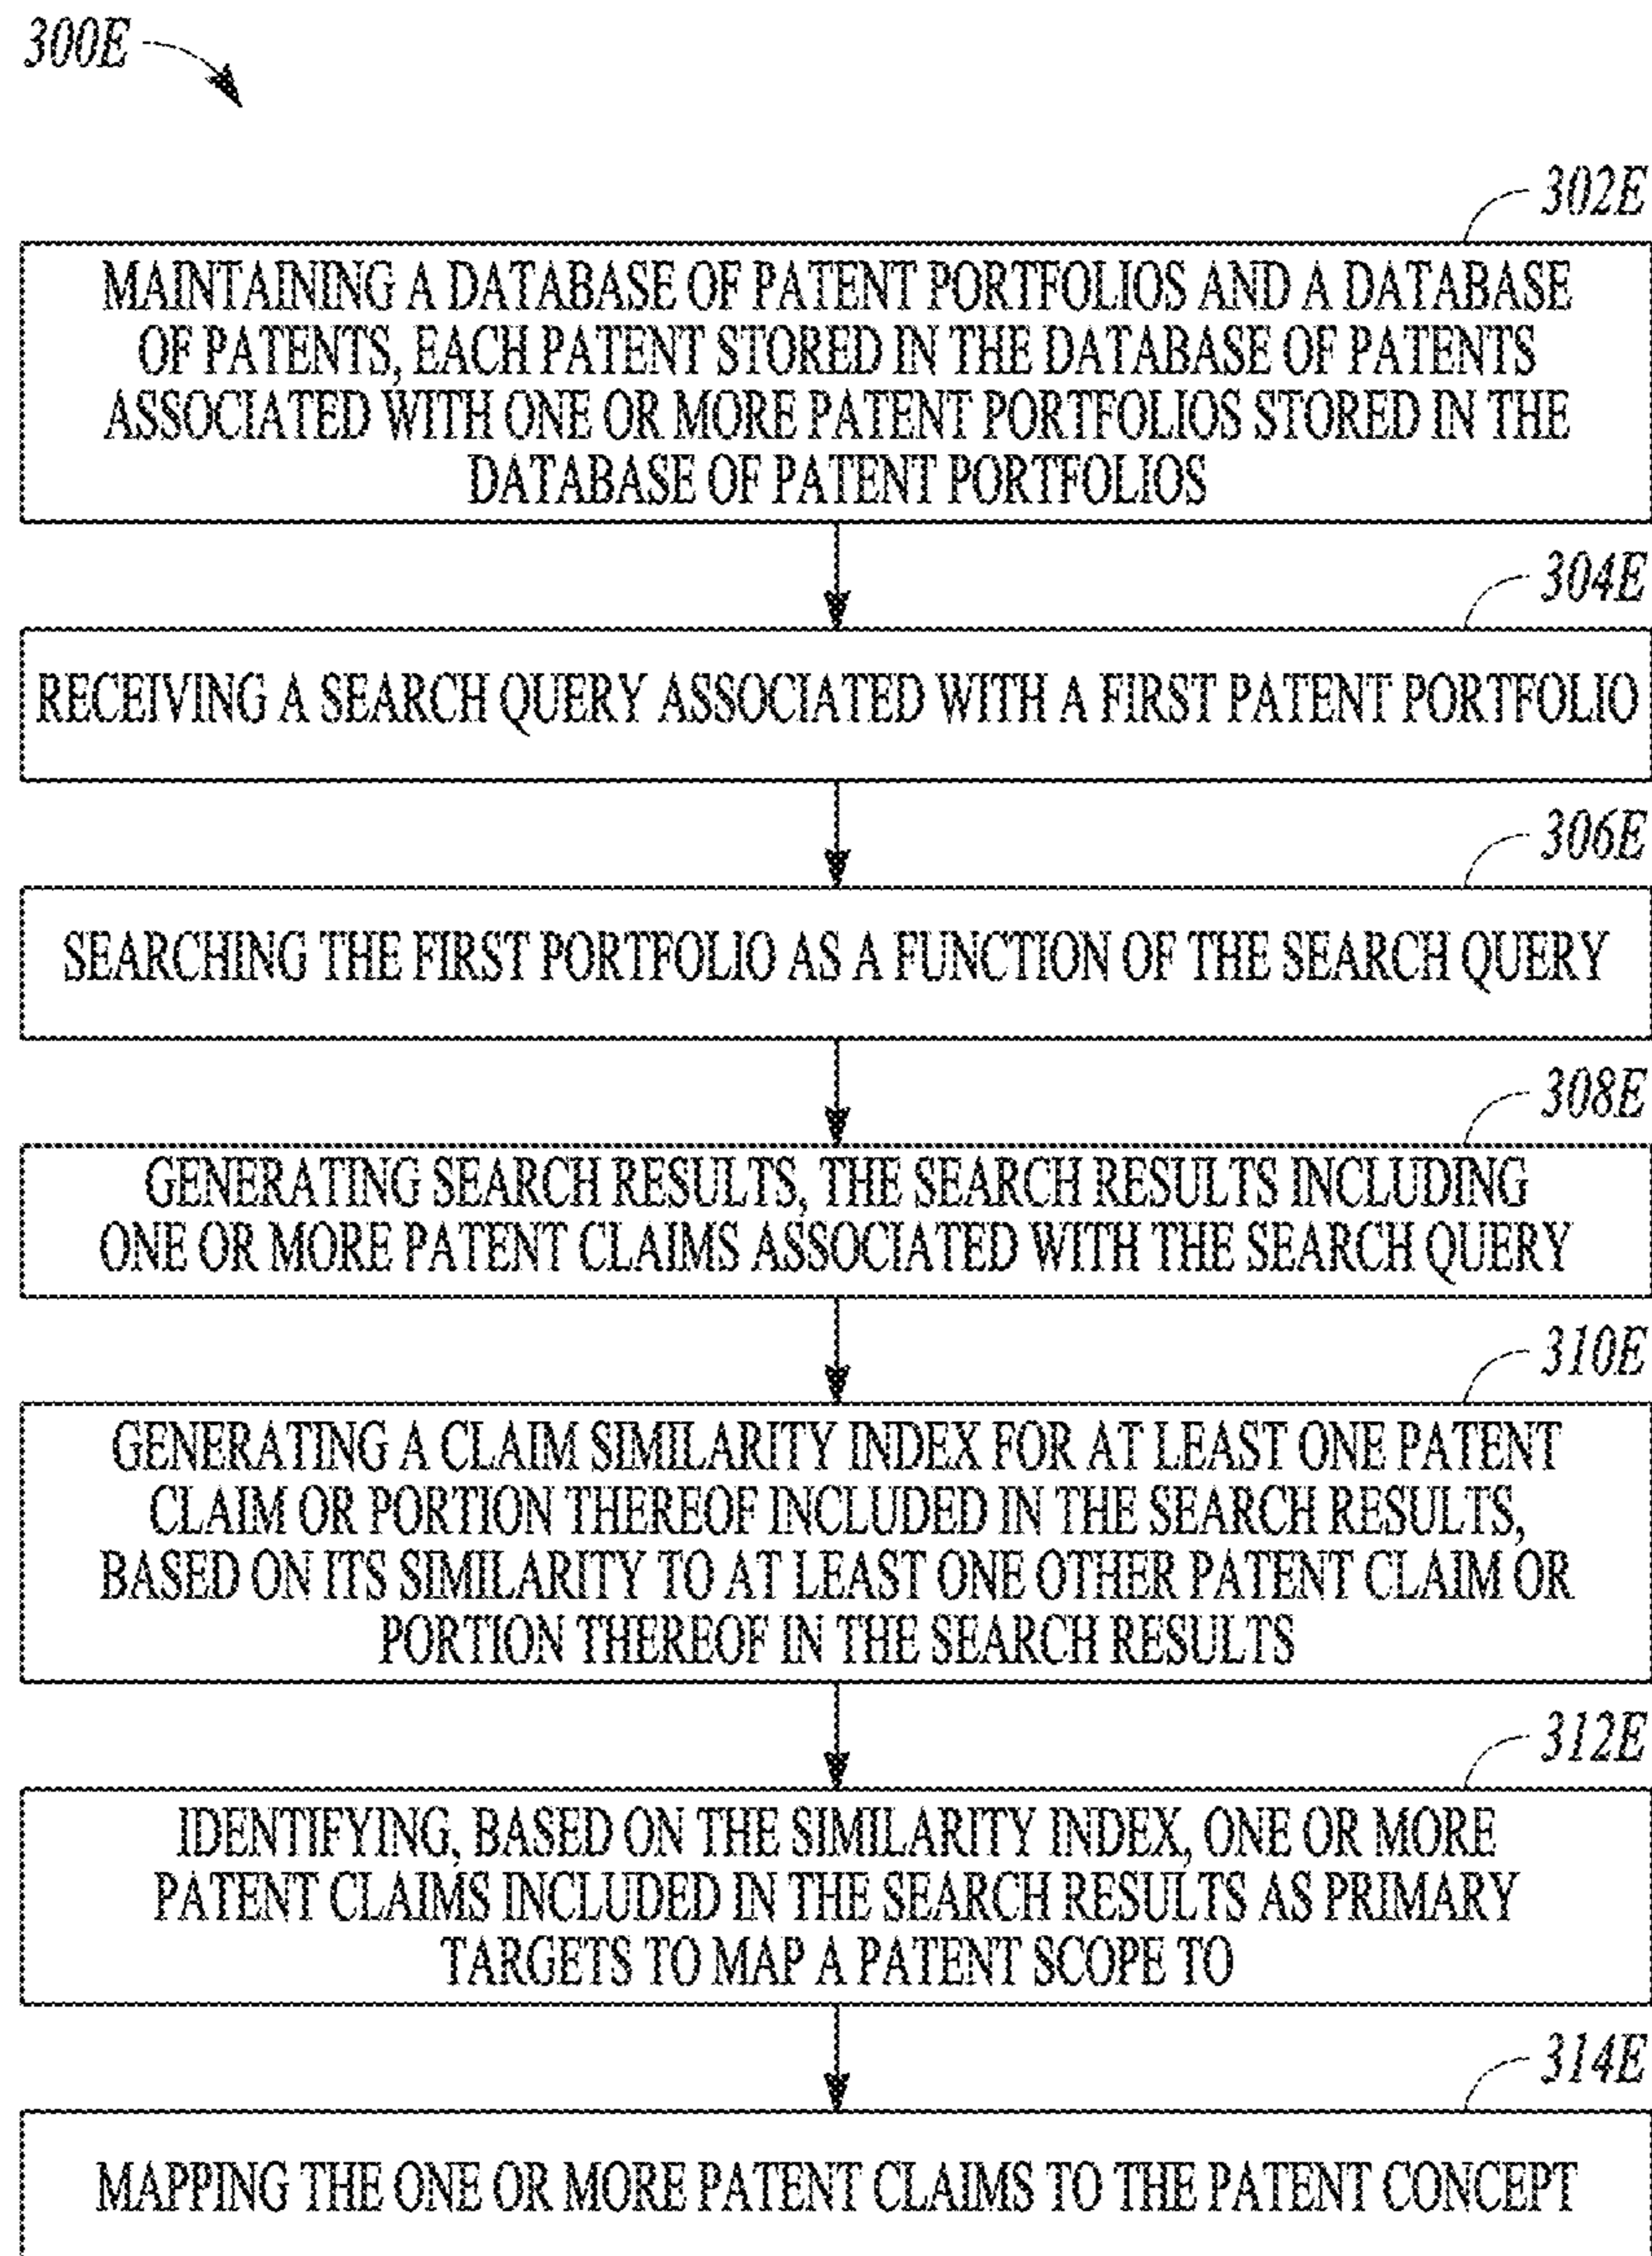 300E
302E
MAINTAINING A DATABASE OF PATENT PORTFOLIOS AND A DATABASE
OF PATENTS, EACH PATENT STORED IN THE DATABASE OF PATENTS
ASSOCIATED WITH ONE OR MORE PATENT PORTFOLIOS STORED IN THE
DATABASE OF PATENT PORTFOLIOS
304E
RECEIVING A SEARCH QUERY ASSOCIATED WITH A FIRST PATENT PORTFOLIO
306E
SEARCHING THE FIRST PORTFOLIO AS A FUNCTION OF THE SEARCH QUERY
308E
GENERATING SEARCH RESULTS, THE SEARCH RESULTS INCLUDING
ONE OR MORE PATENT CLAIMS ASSOCIATED WITH THE SEARCH QUERY
310E
GENERATING A CLAIM SIMILARITY INDEX FOR AT LEAST ONE PATENT
CLAIM OR PORTION THEREOF INCLUDED IN THE SEARCH RESULTS,
BASED ON ITS SIMILARITY TO AT LEAST ONE OTHER PATENT CLAIM OR
PORTION THEREOF IN THE SEARCH RESULTS
312E
IDENTIFYING, BASED ON THE SIMILARITY INDEX, ONE OR MORE
PATENT CLAIMS INCLUDED IN THE SEARCH RESULTS AS PRIMARY
TARGETS TO MAP A PATENT SCOPE TO
314E
MAPPING THE ONE OR MORE PATENT CLAIMS TO THE PATENT CONCEPT